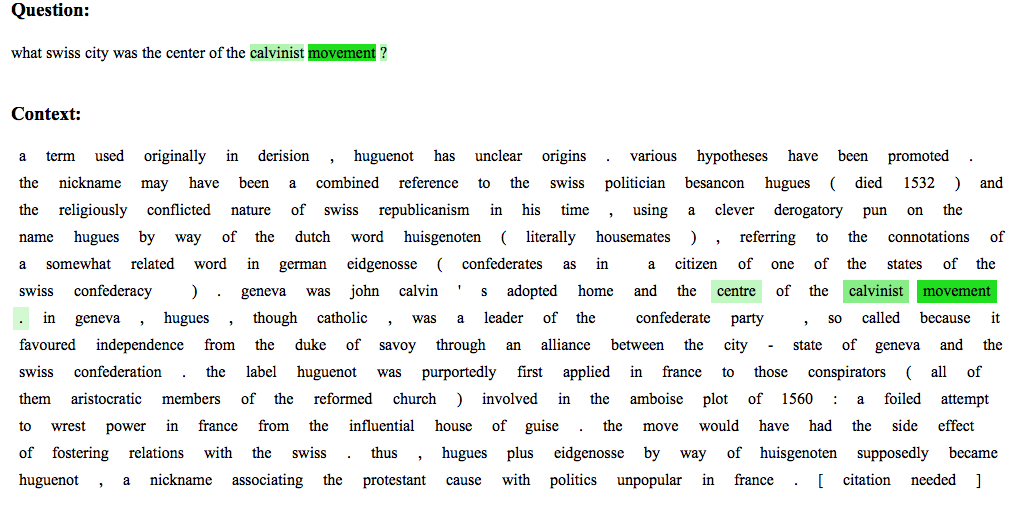 Question:
what swiss city was the center of the calvinist movement ?
Context:
a term used originally in derision , huguenot has unclear origins . various hypotheses have been promoted .
the nickname may have been a combined reference to the swiss politician besancon hugues ( died 1532 ) and
the religiously conflicted nature of swiss republicanism in his time , using a clever derogatory pun on the
name hugues by way of the dutch word huisgenoten ( literally housemates ) , referring to the connotations of
a somewhat related word in german eidgenosse ( confederates as in a citizen of one of the states of the
swiss confederacy ) . geneva was john calvin ' s adopted home and the centre of the calvinist movement
. in geneva , hugues , though catholic , was a leader of the confederate party , so called because it
favoured independence from the duke of savoy through an alliance between the city - state of geneva and the
swiss confederation . the label huguenot was purportedly first applied in france to those conspirators ( all of
them aristocratic members of the reformed church ) involved in the amboise plot of 1560 : a foiled attempt
to wrest power in france from the influential house of guise . the move would have had the side effect
of fostering relations with the swiss . thus , hugues plus eidgenosse by way of huisgenoten supposedly became
huguenot , a nickname associating the protestant cause with politics unpopular in france . [ citation needed ]